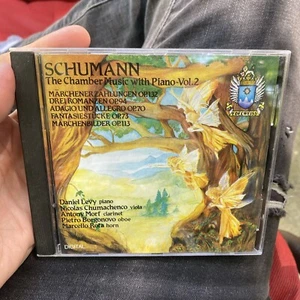 SCHUMANN
The Chamber Music with Piano-Vol.2
MÄRCHENERZÄHLUNGEN OP.132
DREI ROMANZEN OP.94
ADAGIO UND ALLEGRO OP.70
FANTASIESTÜCKE OP.73
MÄRCHENBILDER OP.113
EDELWEISS
Daniel Levy piano
Nicolas Chumachenco viola
Antony Morf clarinet
Pietro Borgonovo oboe
Marcello Rota horn
DIGITAL